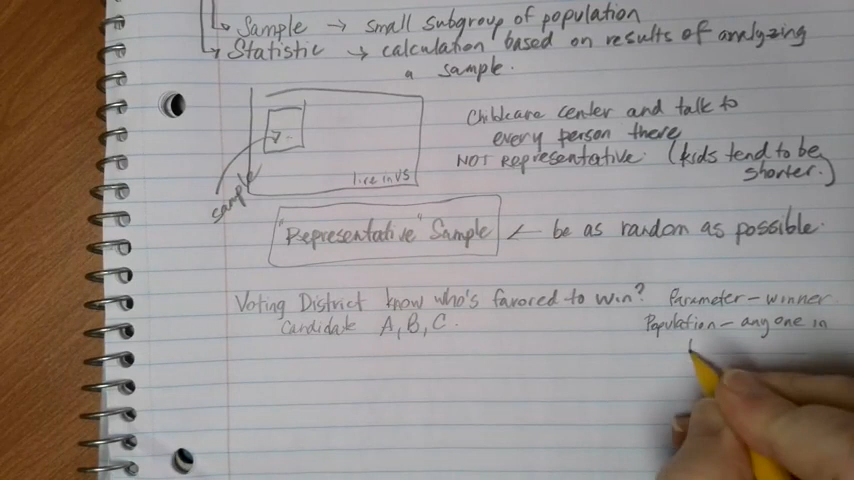 Sample → small subgroup of population
Statistic → calculation based on results of analyzing
a sample.
Childcare center and talk to
every person there
NOT Representative. (kids tend to be
shorter.)
live in US
sample
"Representative" Sample ← be as random as possible.
Voting District know who's favored to win? Parameter - winner
Candidate A, B, C. Population - anyone in